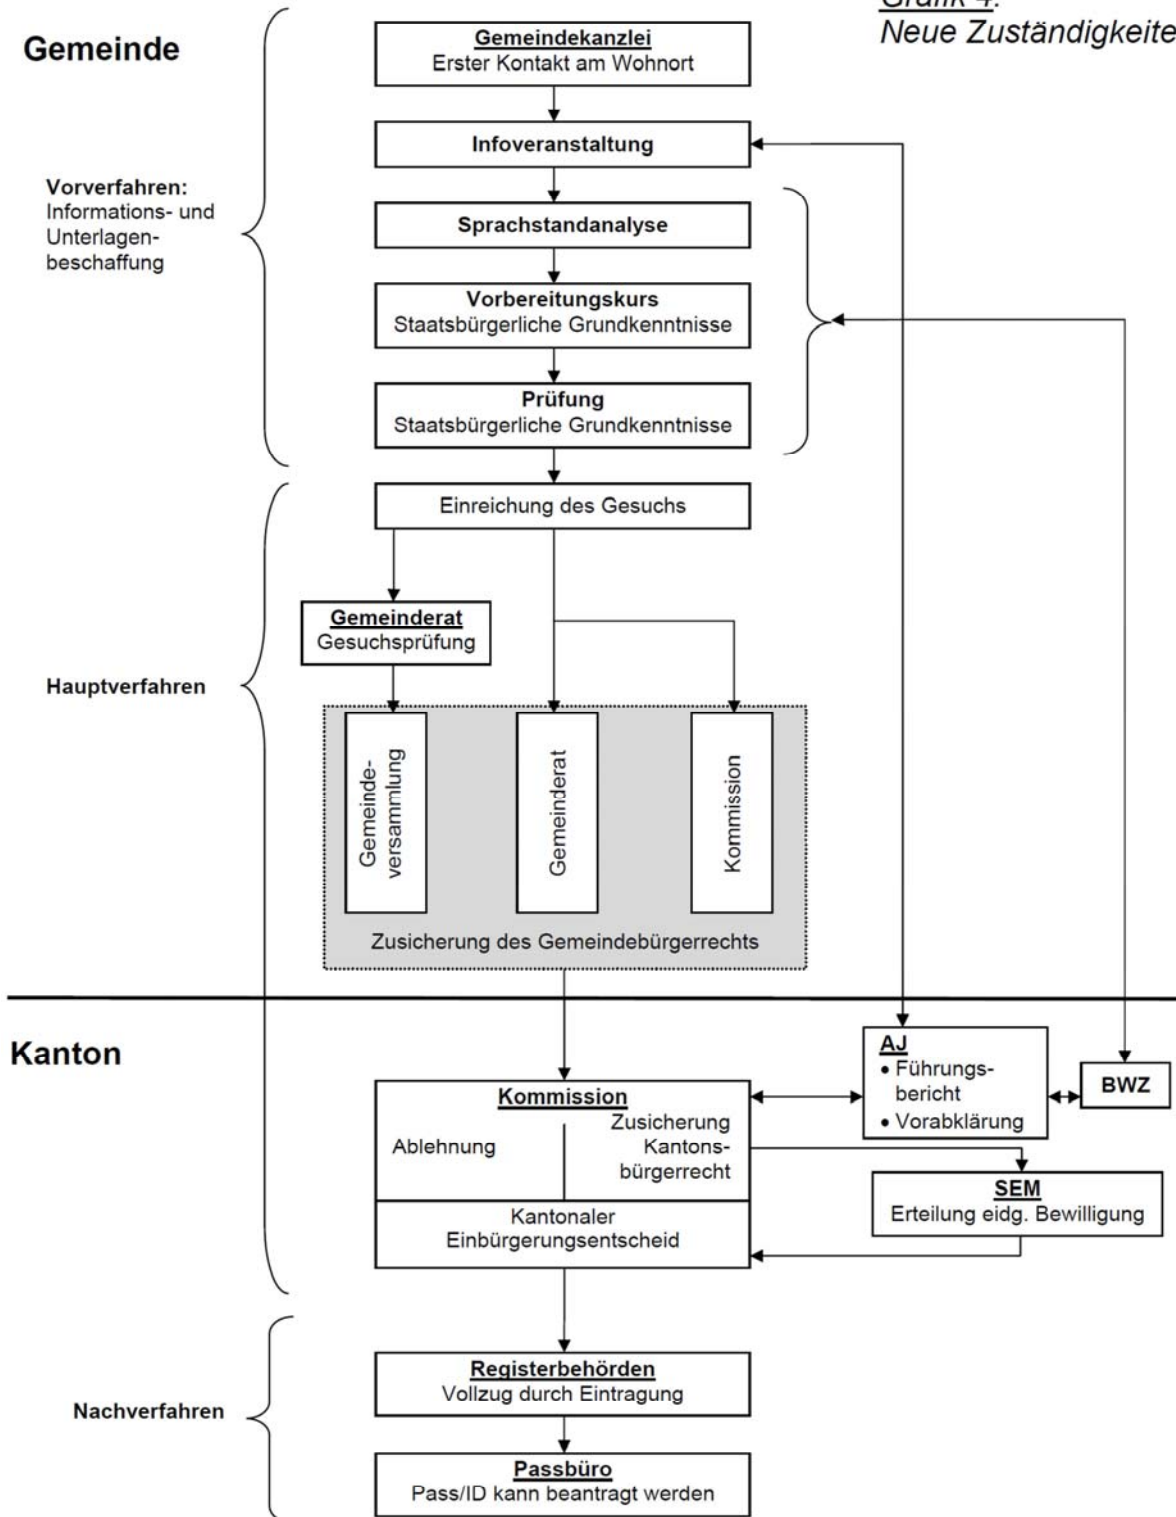 Grafik 4:
Neue Zuständigkeite
Gemeinde
Gemeindekanzlei
Erster Kontakt am Wohnort
Infoveranstaltung
Vorverfahren:
Informations- und
Unterlagen-
beschaffung
Sprachstandanalyse
Vorbereitungskurs
Staatsbürgerliche Grundkenntnisse
Prüfung
Staatsbürgerliche Grundkenntnisse
Einreichung des Gesuchs
Gemeinderat
Gesuchsprüfung
Hauptverfahren
Gemeinde-
versammlung
Gemeinderat
Kommission
Zusicherung des Gemeindebürgerrechts
Kanton
AJ
• Führungs-
bericht
• Vorabklärung
BWZ
Kommission
Ablehnung
Zusicherung
Kantons-
bürgerrecht
SEM
Erteilung eidg. Bewilligung
Kantonaler
Einbürgerungsentscheid
Registerbehörden
Vollzug durch Eintragung
Nachverfahren
Passbüro
Pass/ID kann beantragt werden